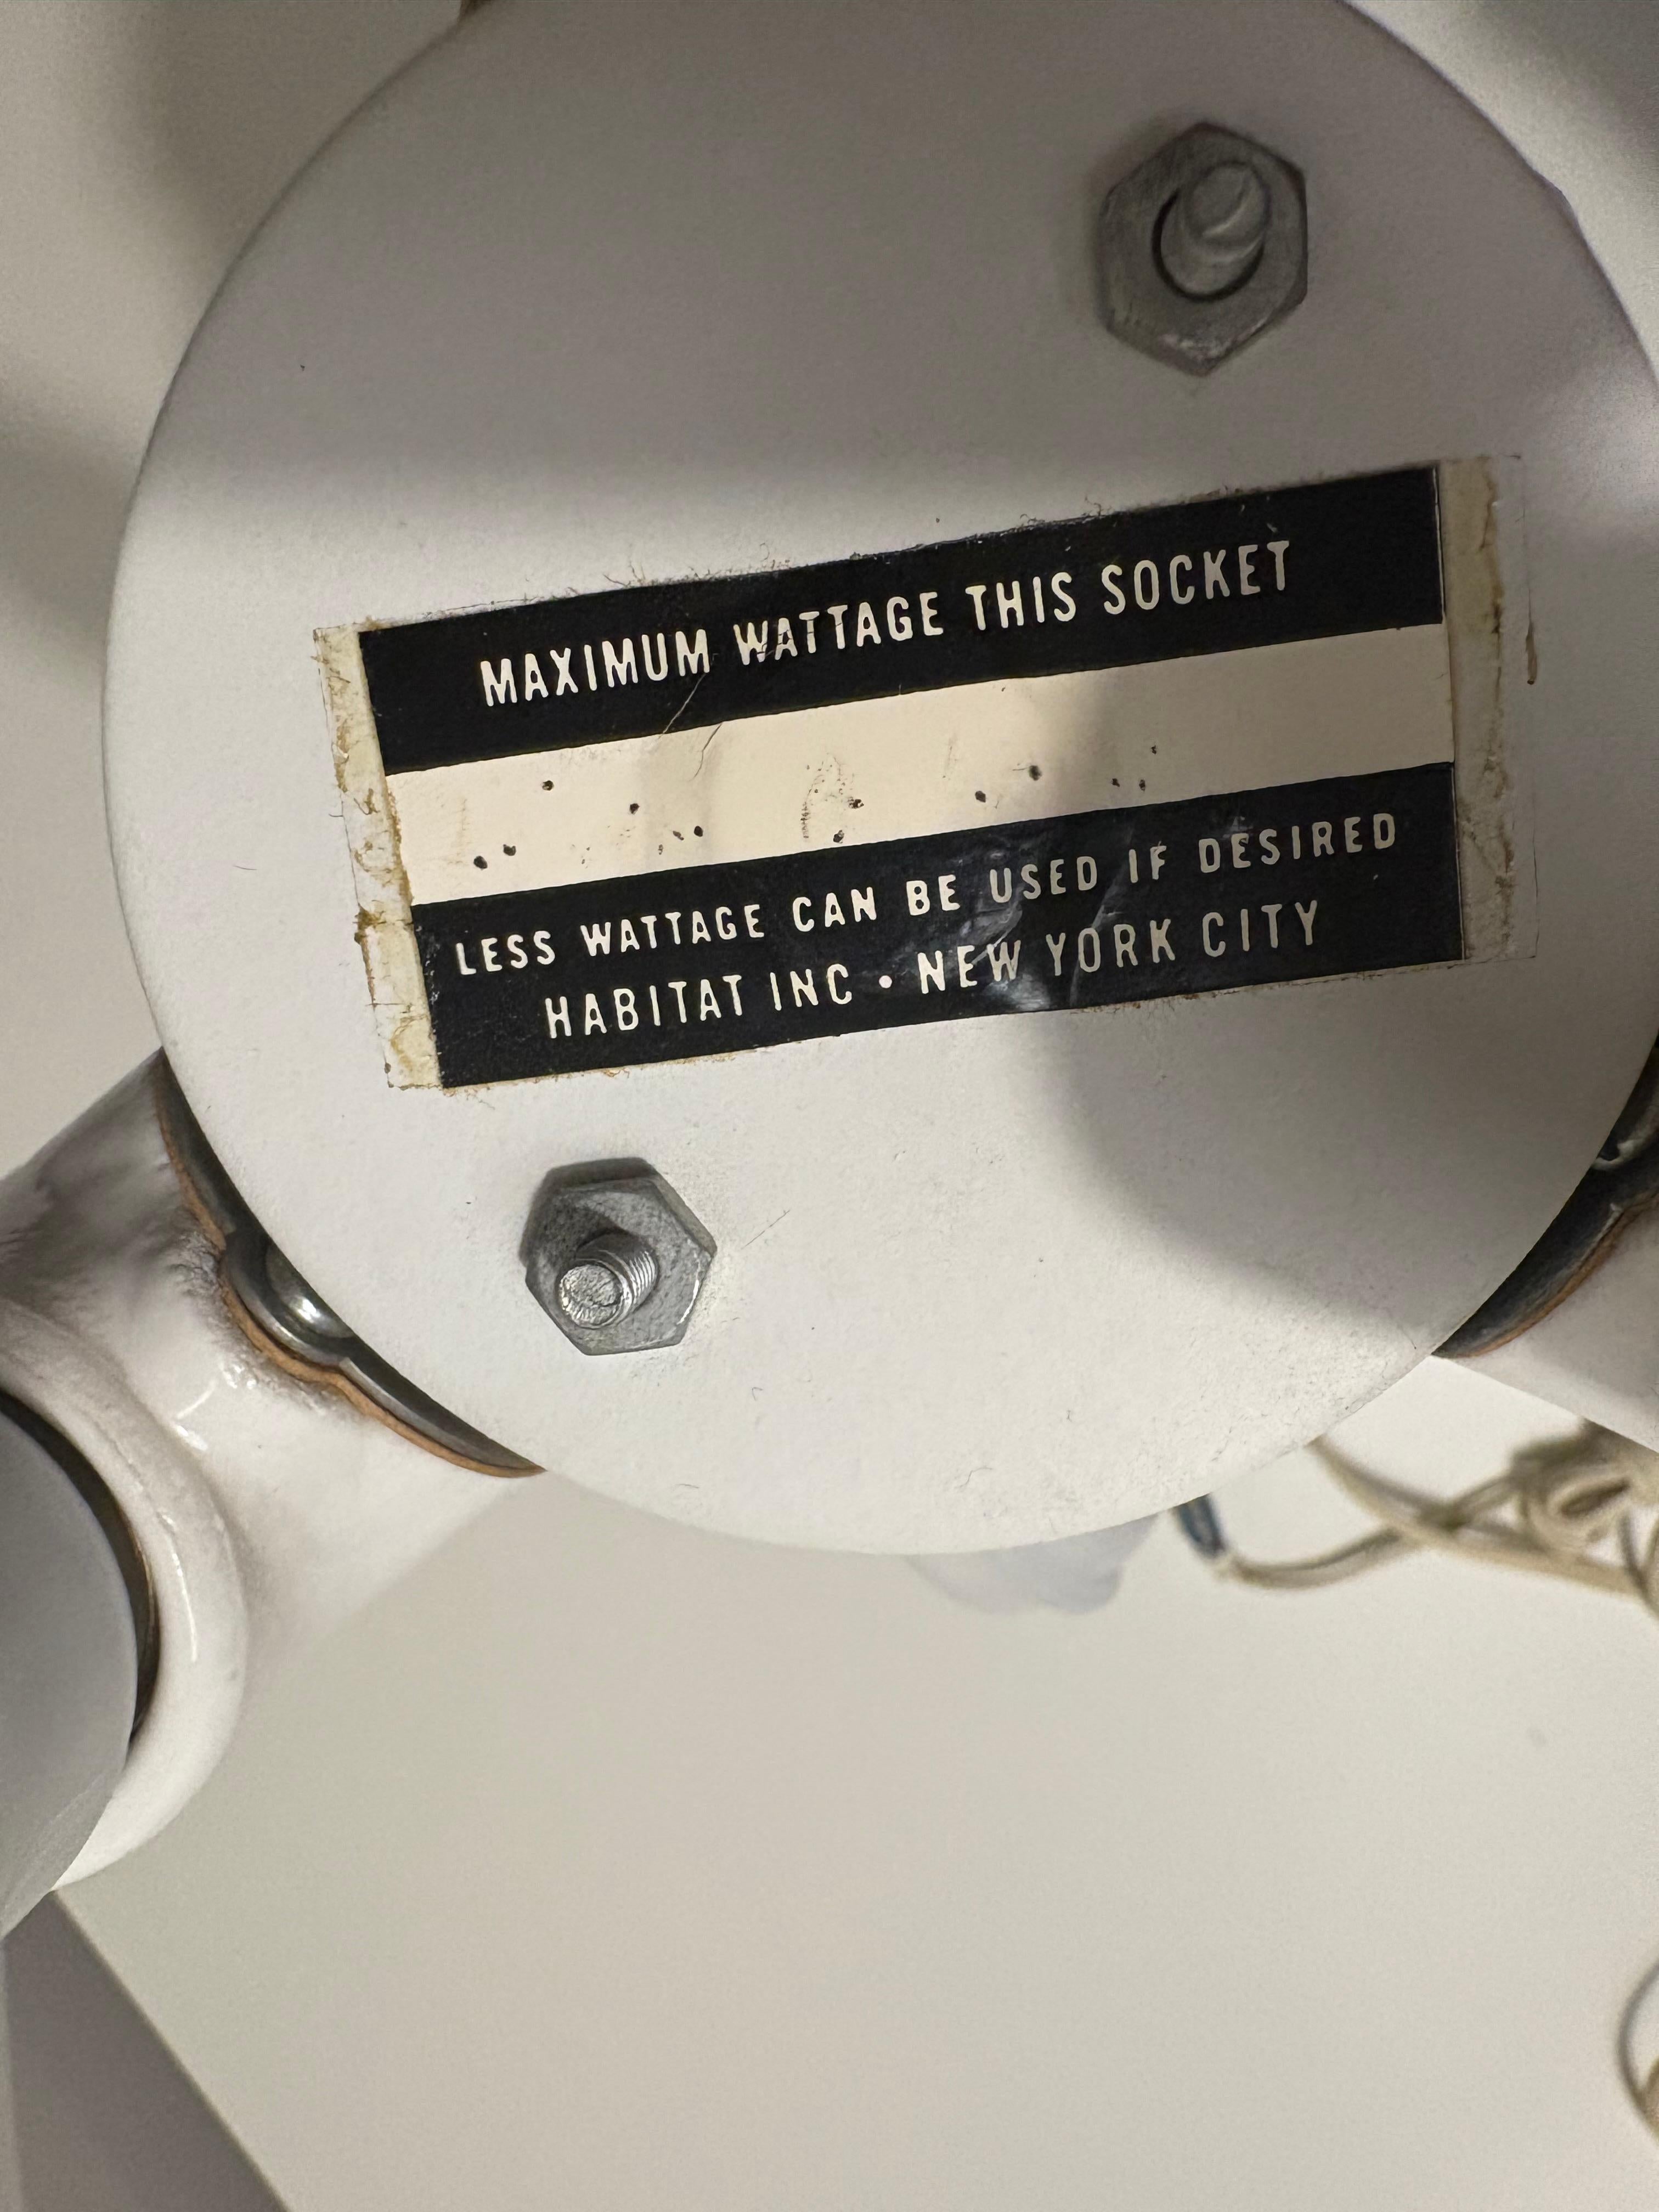 MAXIMUM WATTAGE THIS SOCKET
LESS WATTAGE CAN BE USED IF DESIRED
HABITAT INC • NEW YORK CITY